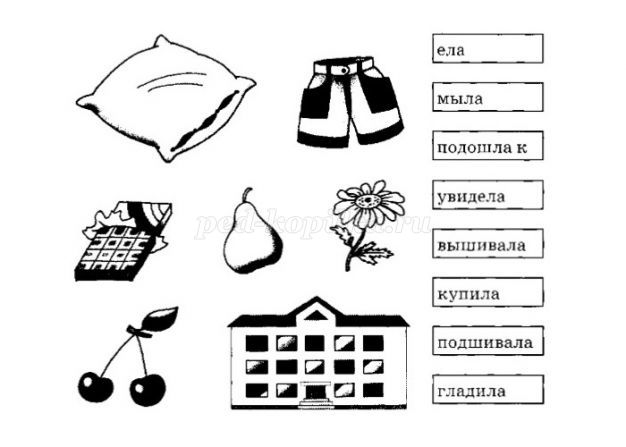 ела
мыла
подошла к
увидела
вышивала
купила
подшивала
гладила